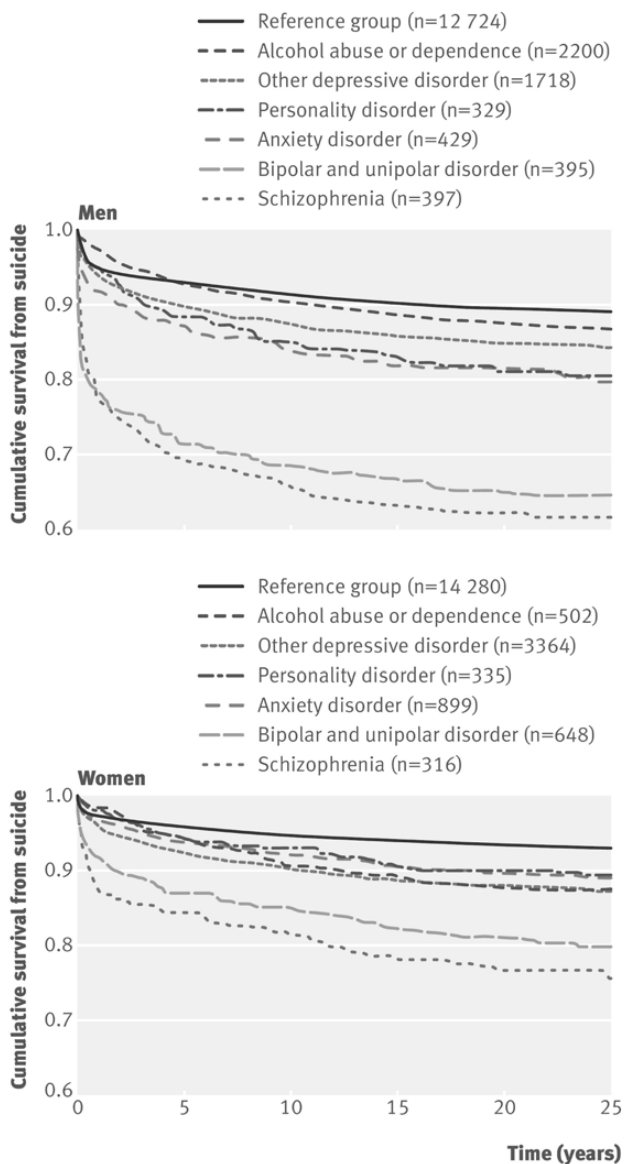 Reference group (n=12 724)
Alcohol abuse or dependence (n=2200)
Other depressive disorder (n=1718)
Personality disorder (n=329)
Anxiety disorder (n=429)
Bipolar and unipolar disorder (n=395)
Schizophrenia (n=397)
Men
Cumulative survival from suicide
1.0
0.9
0.8
0.7
0.6
Reference group (n=14 280)
Alcohol abuse or dependence (n=502)
Other depressive disorder (n=3364)
Personality disorder (n=335)
Anxiety disorder (n=899)
Bipolar and unipolar disorder (n=648)
Schizophrenia (n=316)
Women
Cumulative survival from suicide
1.0
0.9
0.8
0.7
0.6
0 5 10 15 20 25
Time (years)